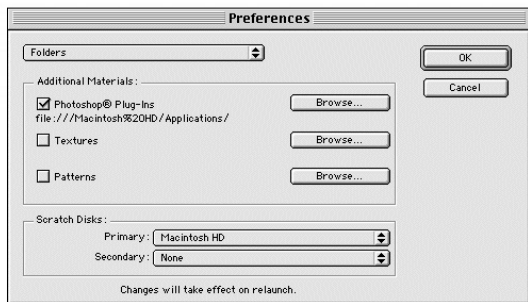 Preferences
Folders
OK
Cancel
Additional Materials:
Photoshop® Plug-Ins
Browse...
file:///Macintosh%20HD/Applications/
Textures
Browse...
Patterns
Browse...
Scratch Disks:
Primary: Macintosh HD
Secondary: None
Changes will take effect on relaunch.